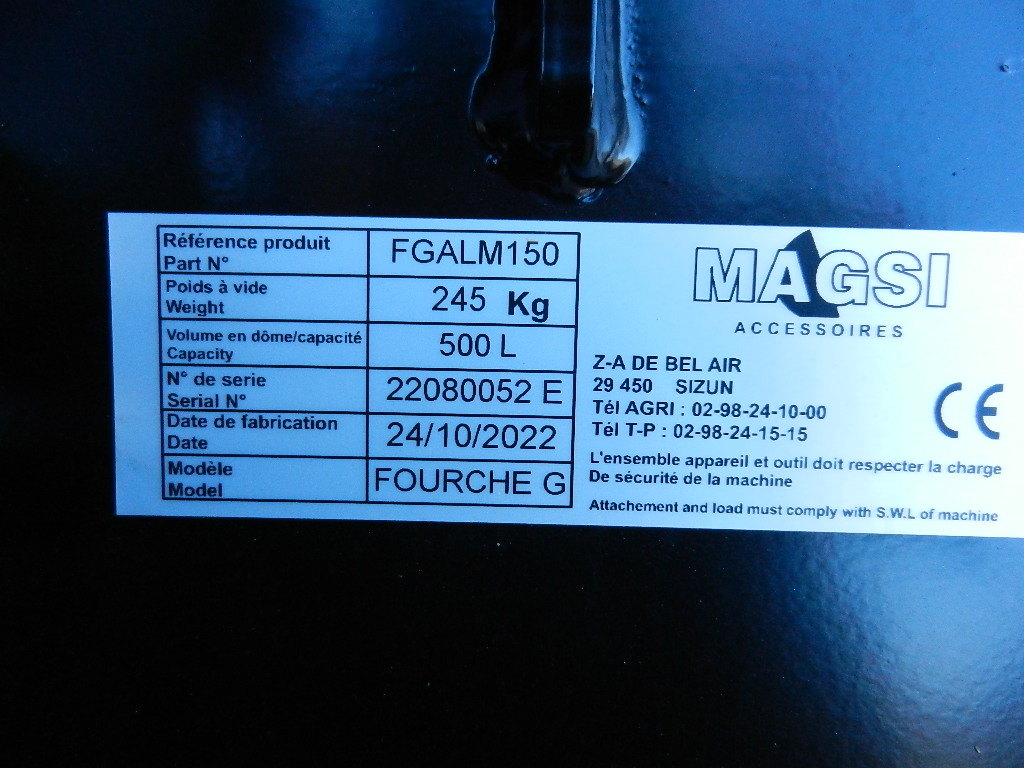 Référence produit
Part N°
FGALM150
Poids à vide
Weight
245 Kg
Volume en dôme/capacité
Capacity
500 L
N° de serie
Serial N°
22080052 E
Date de fabrication
Date
24/10/2022
Modèle
Model
FOURCHE G
MAGSI
ACCESSOIRES
Z-A DE BEL AIR
29 450 SIZUN
Tél AGRI : 02-98-24-10-00
Tél T-P : 02-98-24-15-15
CE
L'ensemble appareil et outil doit respecter la charge
De sécurité de la machine
Attachement and load must comply with S.W.L of machine